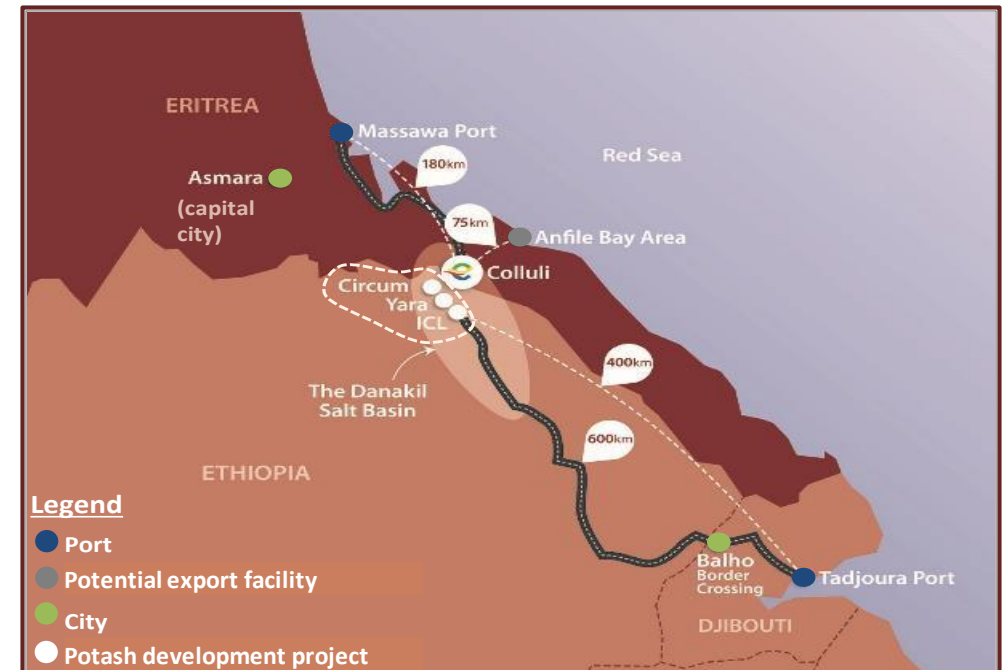 ERITREA
Massawa Port
Red Sea
180km
Asmara
(capital
city)
75km
Anfile Bay Area
Colluli
Circum
Yara
ICL
400km
The Danakil
Salt Basin
600km
ETHIOPIA
Legend
Port
Potential export facility
City
Potash development project
Balho
Border
Crossing
Tadjoura Port
DJIBOUTI